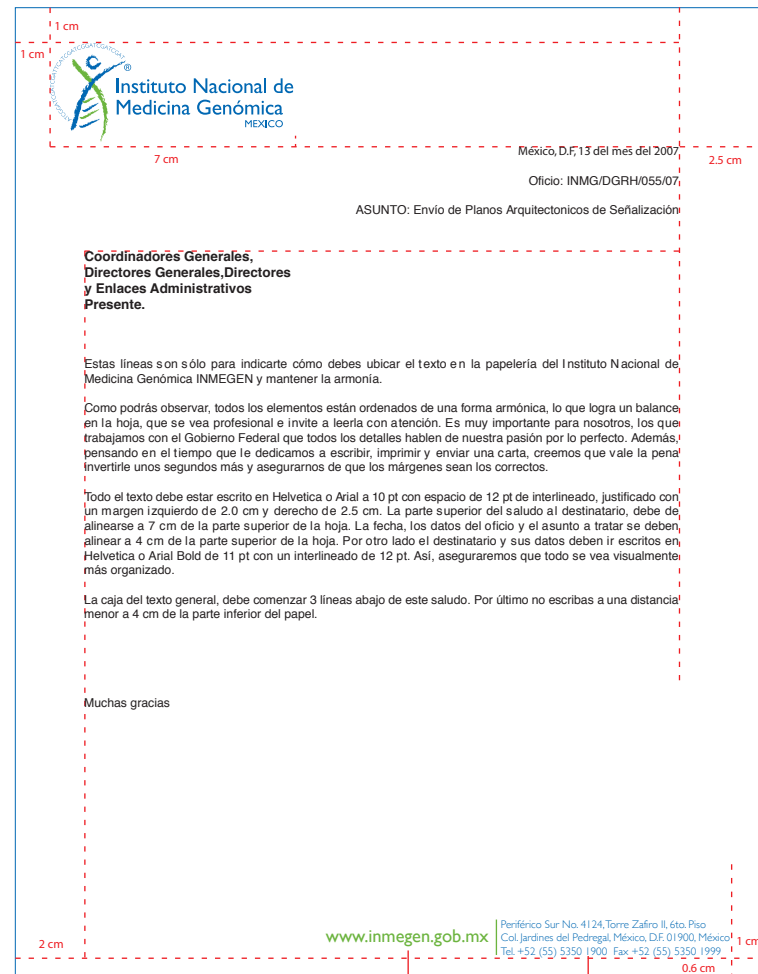 1 cm
1 cm
Instituto Nacional de
Medicina Genómica
MEXICO
®
7 cm
México, D.F, 13 del mes del 2007
2.5 cm
Oficio: INMG/DGRH/055/07
ASUNTO: Envío de Planos Arquitectonicos de Señalización
Coordinadores Generales,
Directores Generales,Directores
y Enlaces Administrativos
Presente.
Estas líneas son sólo para indicarte cómo debes ubicar el texto en la papelería del Instituto Nacional de
Medicina Genómica INMEGEN y mantener la armonía.
Como podrás observar, todos los elementos están ordenados de una forma armónica, lo que logra un balance
en la hoja, que se vea profesional e invite a leerla con atención. Es muy importante para nosotros, los que
trabajamos con el Gobierno Federal que todos los detalles hablen de nuestra pasión por lo perfecto. Además,
pensando en el tiempo que le dedicamos a escribir, imprimir y enviar una carta, creemos que vale la pena
invertirle unos segundos más y asegurarnos de que los márgenes sean los correctos.
Todo el texto debe estar escrito en Helvetica o Arial a 10 pt con espacio de 12 pt de interlineado, justificado con
un margen izquierdo de 2.0 cm y derecho de 2.5 cm. La parte superior del saludo al destinatario, debe de
alinearse a 7 cm de la parte superior de la hoja. La fecha, los datos del oficio y el asunto a tratar se deben
alinear a 4 cm de la parte superior de la hoja. Por otro lado el destinatario y sus datos deben ir escritos en
Helvetica o Arial Bold de 11 pt con un interlineado de 12 pt. Así, aseguraremos que todo se vea visualmente
más organizado.
La caja del texto general, debe comenzar 3 líneas abajo de este saludo. Por último no escribas a una distancia
menor a 4 cm de la parte inferior del papel.
Muchas gracias
www.inmegen.gob.mx
Periférico Sur No. 4124, Torre Zafiro II, 6to. Piso
Col. Jardines del Pedregal, México, D.F. 01900, México
Tel. +52 (55) 5350 1900 Fax +52 (55) 5350 1999
2 cm
1 cm
0.6 cm